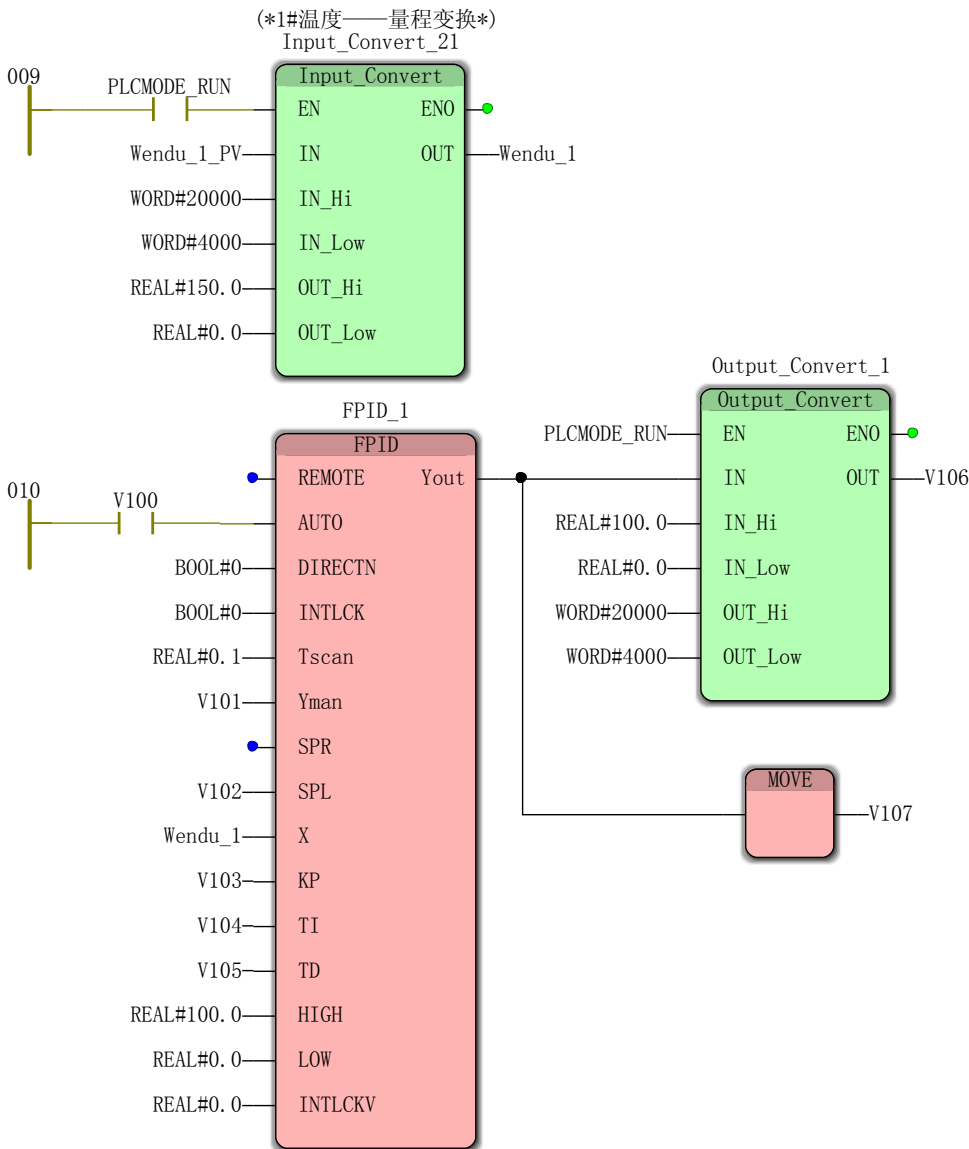 (*1#温度——量程变换*)
Input_Convert_21
009
PLCMODE_RUN
Input_Convert
EN ENO
Wendu_1_PV IN OUT Wendu_1
WORD#20000 IN_Hi
WORD#4000 IN_Low
REAL#150.0 OUT_Hi
REAL#0.0 OUT_Low
010
V100
FPID_1
FPID
REMOTE Yout
AUTO
BOOL#0 DIRECTN
BOOL#0 INTLCK
REAL#0.1 Tscan
V101 Yman
SPR
V102 SPL
Wendu_1 X
V103 KP
V104 TI
V105 TD
REAL#100.0 HIGH
REAL#0.0 LOW
REAL#0.0 INTLCKV
Output_Convert_1
Output_Convert
PLCMODE_RUN EN ENO
IN OUT V106
REAL#100.0 IN_Hi
REAL#0.0 IN_Low
WORD#20000 OUT_Hi
WORD#4000 OUT_Low
MOVE
V107